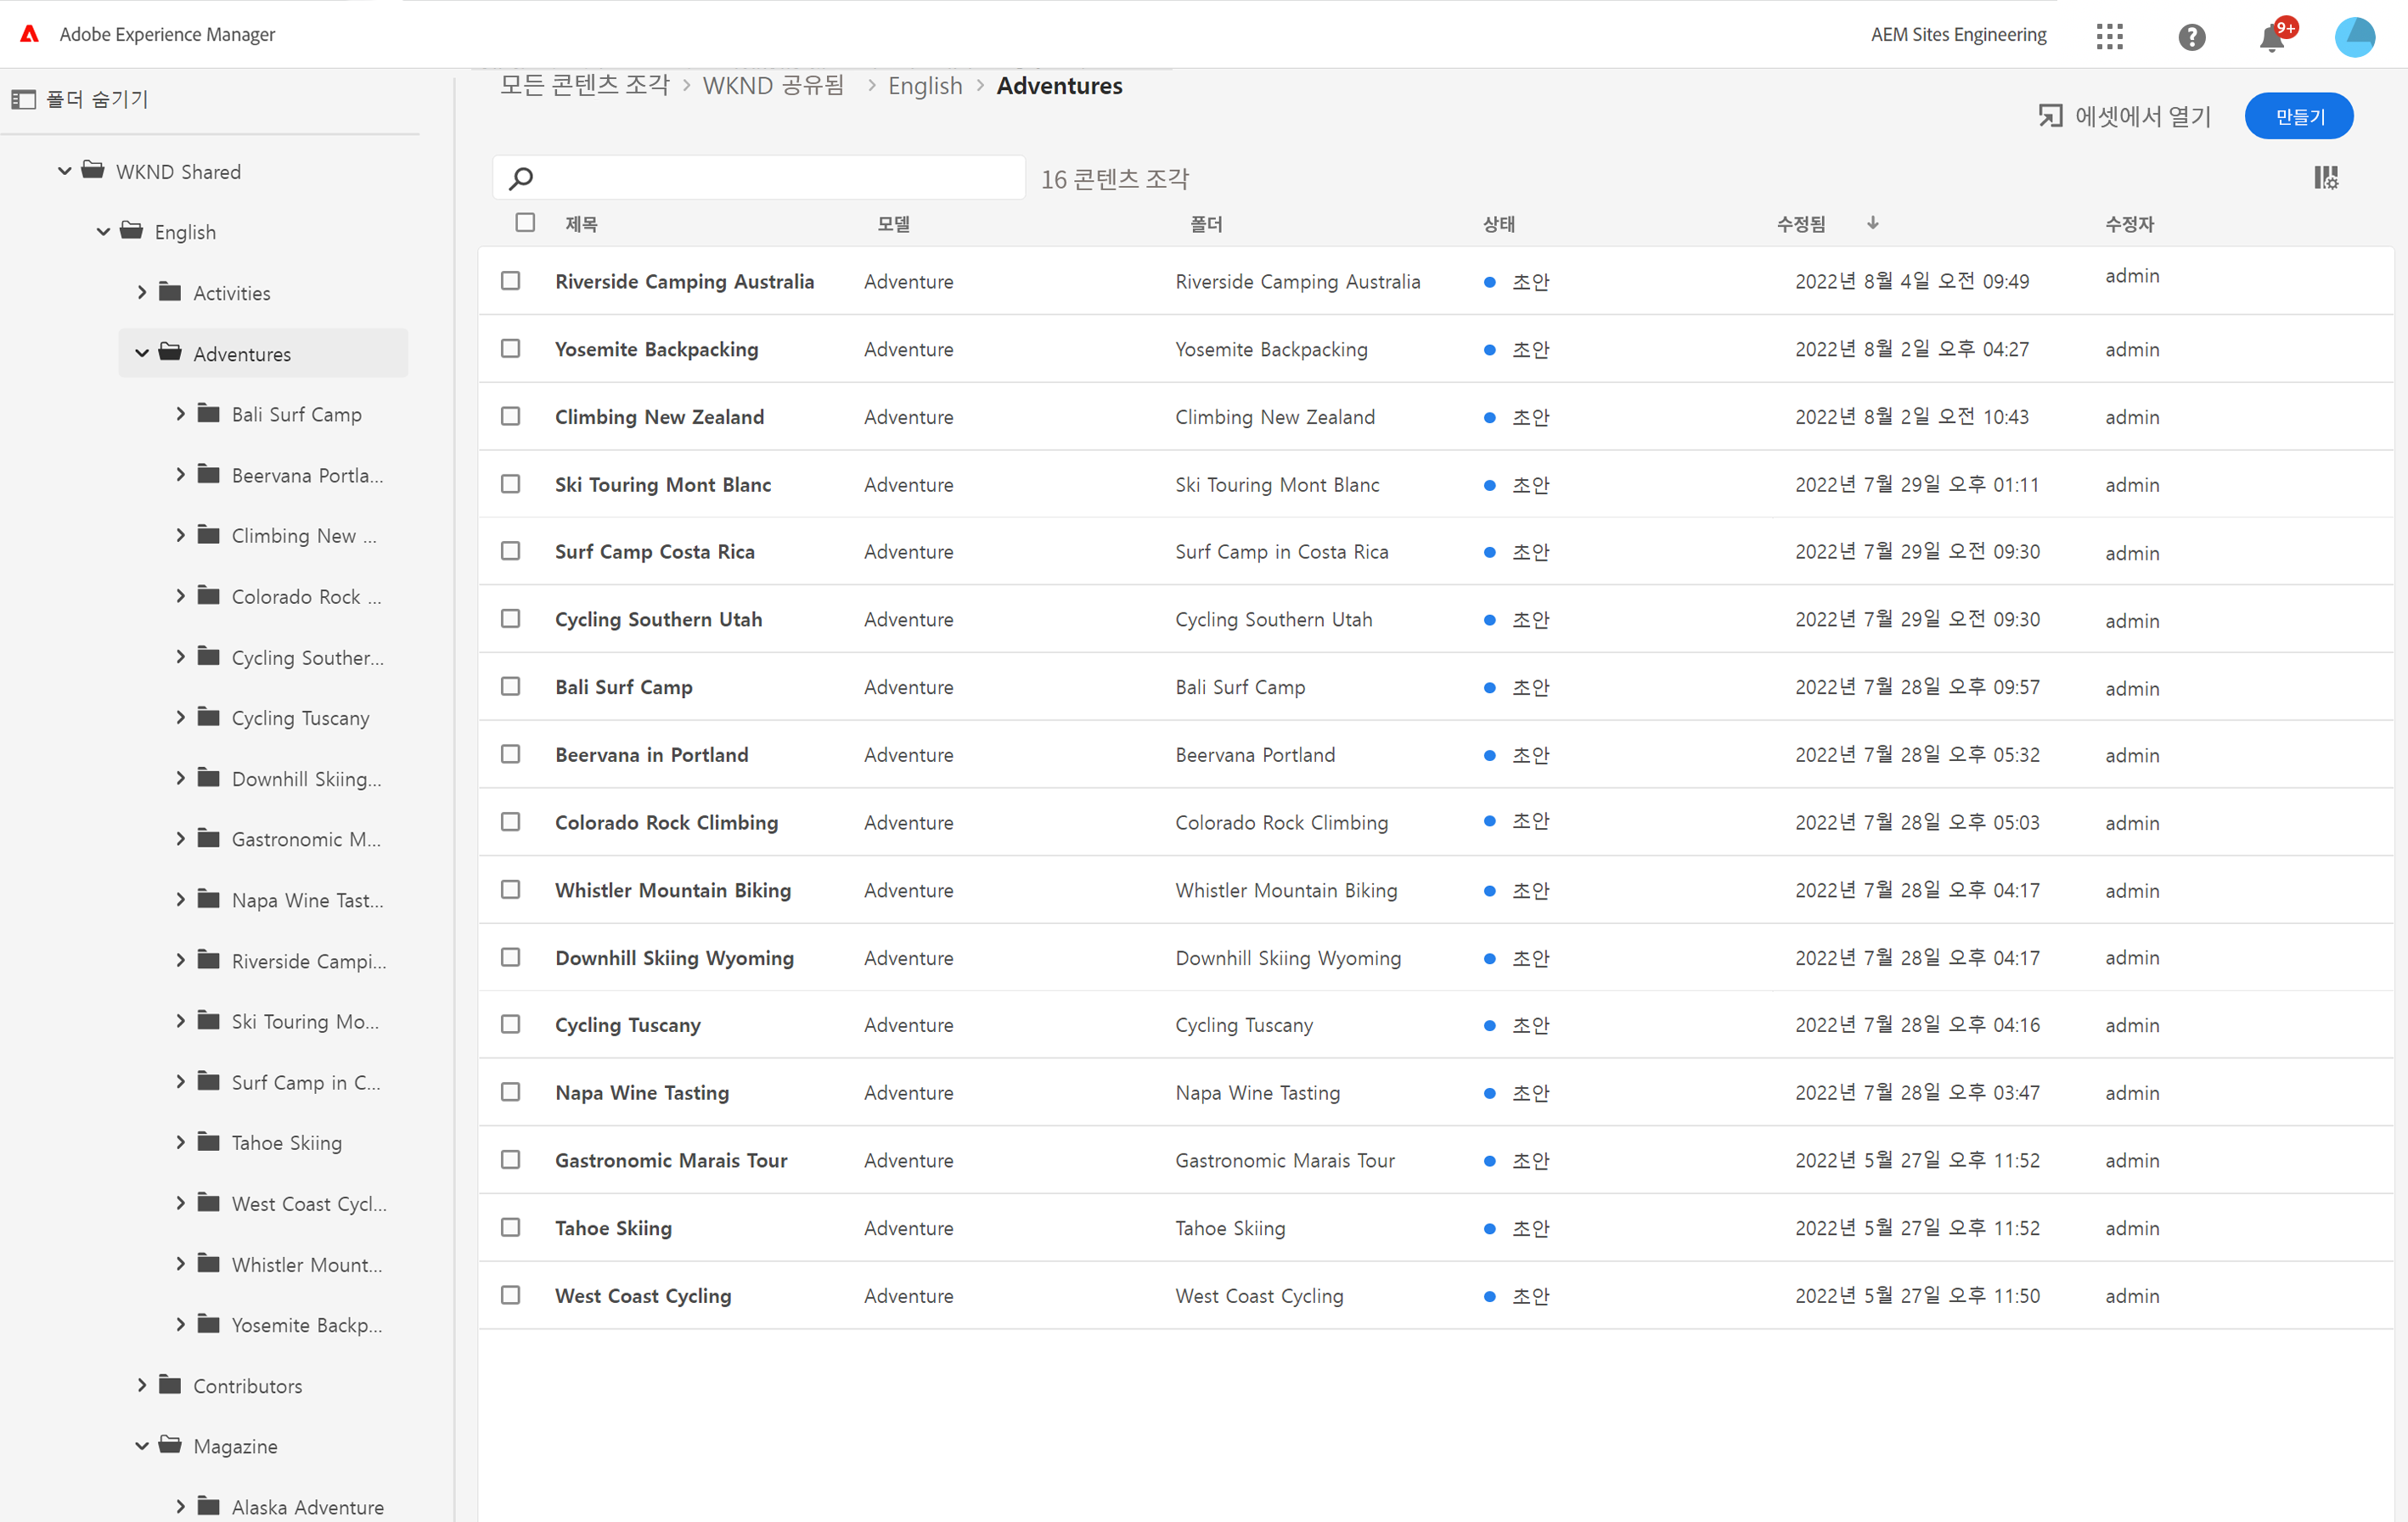 Adobe Experience Manager
AEM Sites Engineering
9+
폴더 숨기기
WKND Shared
English
Activities
Adventures
Bali Surf Camp
Beervana Portla...
Climbing New ...
Colorado Rock ...
Cycling Souther...
Cycling Tuscany
Downhill Skiing...
Gastronomic M...
Napa Wine Tast...
Riverside Campi...
Ski Touring Mo...
Surf Camp in C...
Tahoe Skiing
West Coast Cycl...
Whistler Mount...
Yosemite Backp...
Contributors
Magazine
Alaska Adventure
모든 콘텐츠 조각 > WKND 공유됨 > English > Adventures
에셋에서 열기
만들기
16 콘텐츠 조각
제목 모델 폴더 상태 수정됨 수정자
Riverside Camping Australia Adventure Riverside Camping Australia 초안 2022년 8월 4일 오전 09:49 admin
Yosemite Backpacking Adventure Yosemite Backpacking 초안 2022년 8월 2일 오후 04:27 admin
Climbing New Zealand Adventure Climbing New Zealand 초안 2022년 8월 2일 오전 10:43 admin
Ski Touring Mont Blanc Adventure Ski Touring Mont Blanc 초안 2022년 7월 29일 오후 01:11 admin
Surf Camp Costa Rica Adventure Surf Camp in Costa Rica 초안 2022년 7월 29일 오전 09:30 admin
Cycling Southern Utah Adventure Cycling Southern Utah 초안 2022년 7월 29일 오전 09:30 admin
Bali Surf Camp Adventure Bali Surf Camp 초안 2022년 7월 28일 오후 09:57 admin
Beervana in Portland Adventure Beervana Portland 초안 2022년 7월 28일 오후 05:32 admin
Colorado Rock Climbing Adventure Colorado Rock Climbing 초안 2022년 7월 28일 오후 05:03 admin
Whistler Mountain Biking Adventure Whistler Mountain Biking 초안 2022년 7월 28일 오후 04:17 admin
Downhill Skiing Wyoming Adventure Downhill Skiing Wyoming 초안 2022년 7월 28일 오후 04:17 admin
Cycling Tuscany Adventure Cycling Tuscany 초안 2022년 7월 28일 오후 04:16 admin
Napa Wine Tasting Adventure Napa Wine Tasting 초안 2022년 7월 28일 오후 03:47 admin
Gastronomic Marais Tour Adventure Gastronomic Marais Tour 초안 2022년 5월 27일 오후 11:52 admin
Tahoe Skiing Adventure Tahoe Skiing 초안 2022년 5월 27일 오후 11:52 admin
West Coast Cycling Adventure West Coast Cycling 초안 2022년 5월 27일 오후 11:50 admin